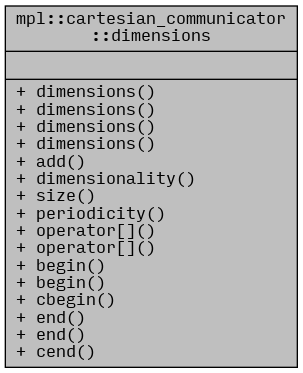 mpl::cartesian_communicator
::dimensions
+ dimensions()
+ dimensions()
+ dimensions()
+ dimensions()
+ add()
+ dimensionality()
+ size()
+ periodicity()
+ operator[]()
+ operator[]()
+ begin()
+ begin()
+ cbegin()
+ end()
+ end()
+ cend()